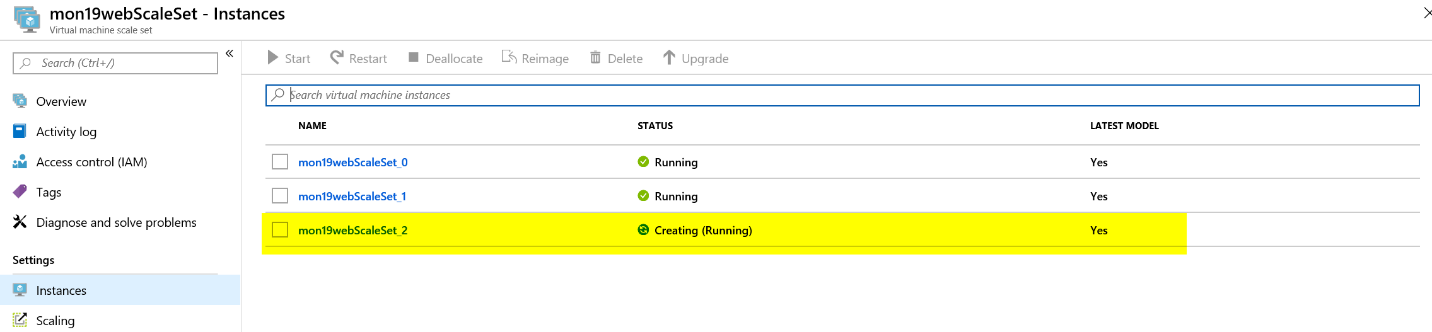 mon19webScaleSet - Instances
Virtual machine scale set
Search (Ctrl+/)
«
Overview
Activity log
Access control (IAM)
Tags
Diagnose and solve problems
Settings
Instances
Scaling
Start Restart Deallocate Reimage Delete Upgrade
Search virtual machine instances
NAME STATUS LATEST MODEL
mon19webScaleSet_0 Running Yes
mon19webScaleSet_1 Running Yes
mon19webScaleSet_2 Creating (Running) Yes